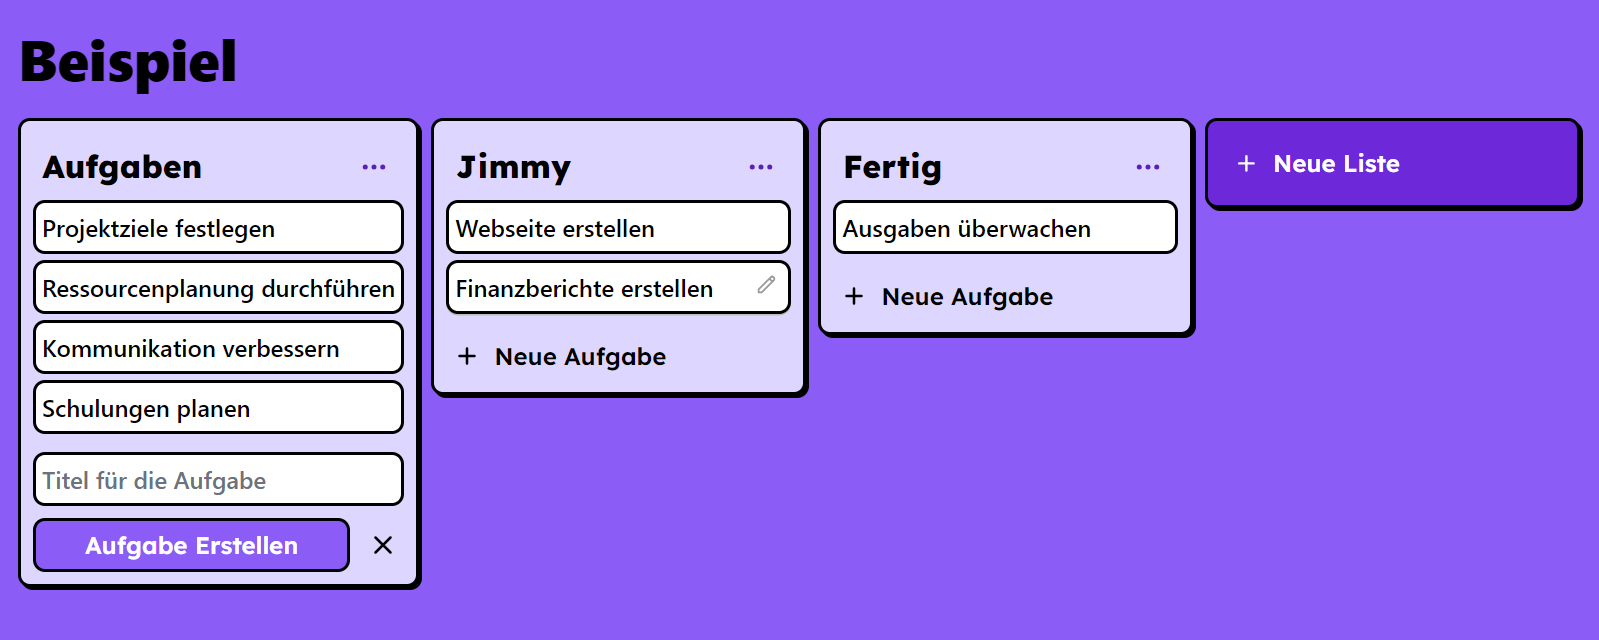 Beispiel
Aufgaben
Projektziele festlegen
Ressourcenplanung durchführen
Kommunikation verbessern
Schulungen planen
Titel für die Aufgabe
Aufgabe Erstellen
Jimmy
Webseite erstellen
Finanzberichte erstellen
+ Neue Aufgabe
Fertig
Ausgaben überwachen
+ Neue Aufgabe
+ Neue Liste